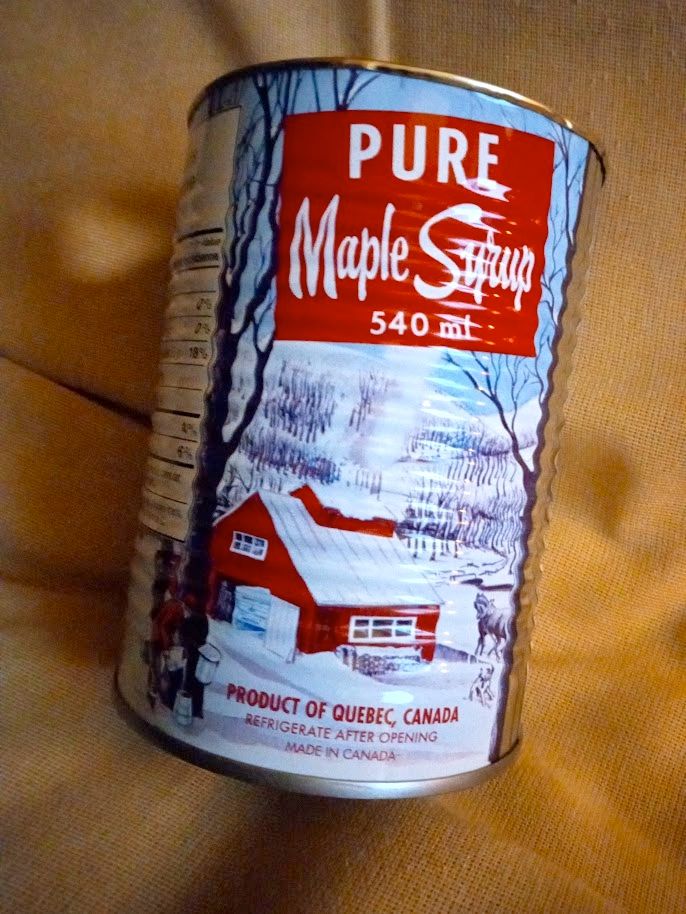 PURE
Maple Syrup
540 ml
PRODUCT OF QUEBEC, CANADA
REFRIGERATE AFTER OPENING
MADE IN CANADA